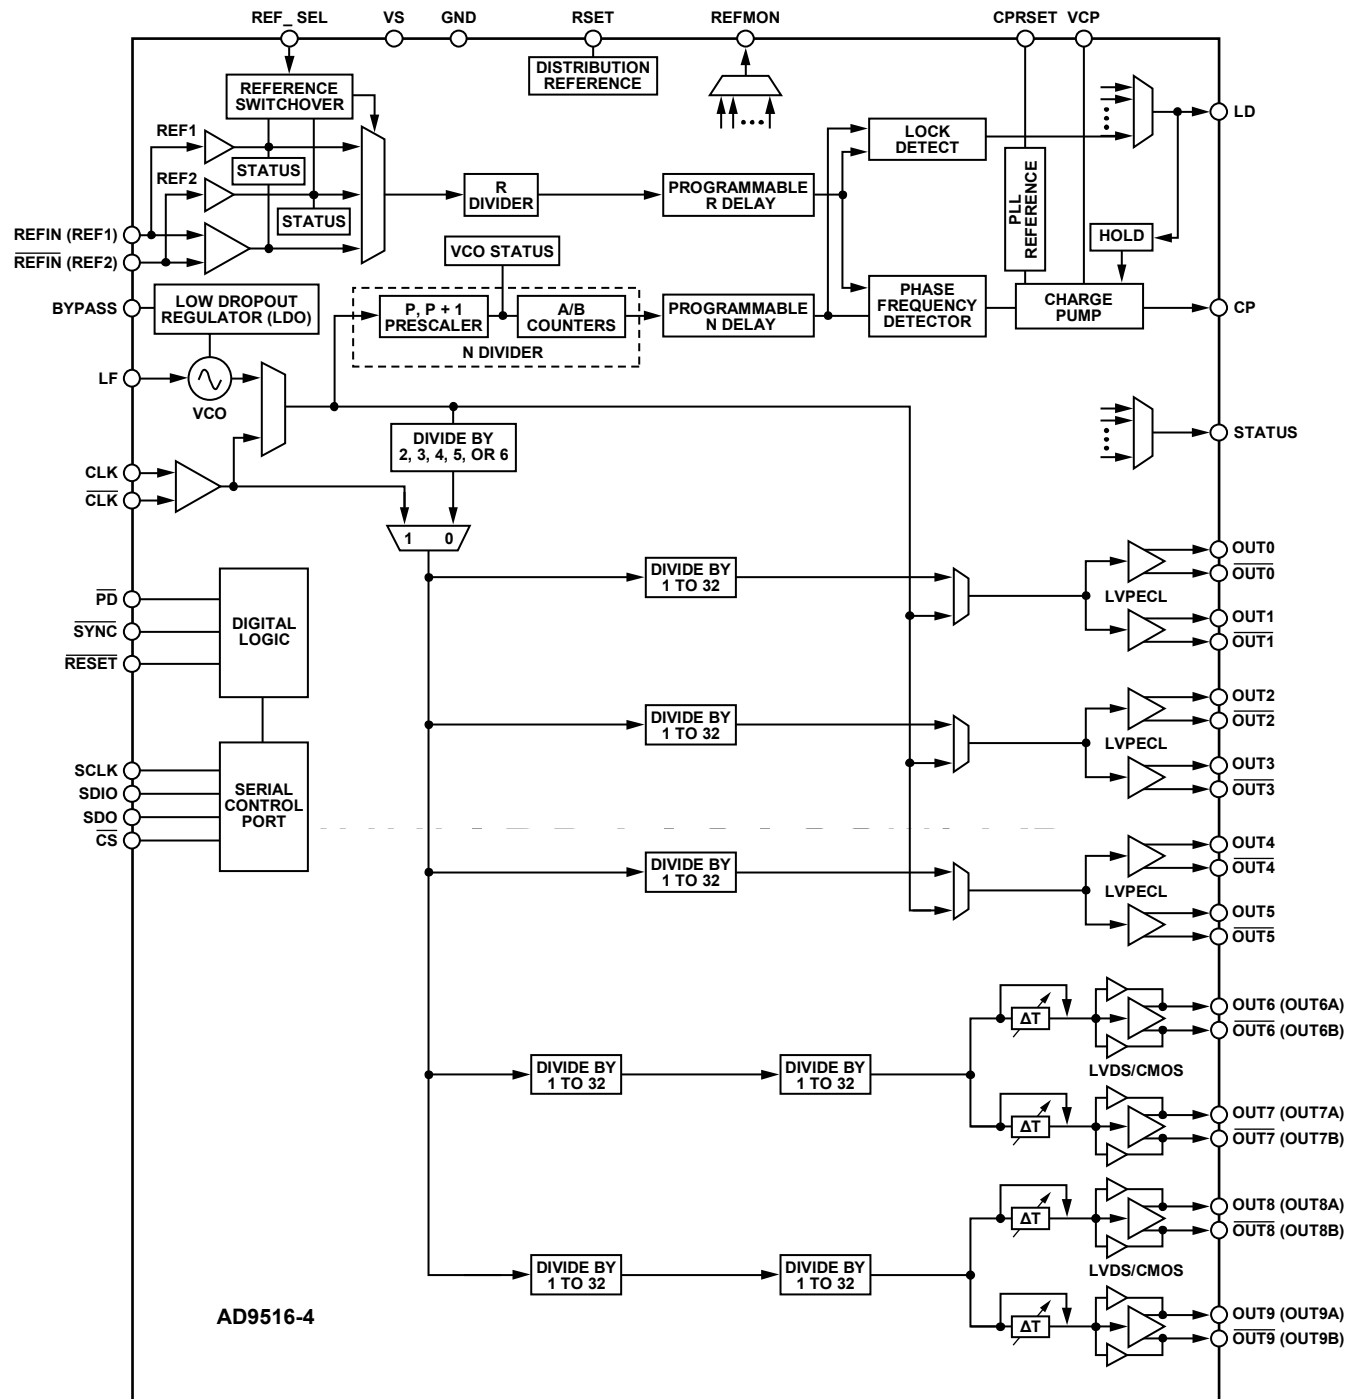 REF_SEL VS GND RSET REFMON CPRSET VCP
DISTRIBUTION
REFERENCE
REFERENCE
SWITCHOVER
REF1
STATUS
REF2
STATUS
LOCK
DETECT
LD
R
DIVIDER
PROGRAMMABLE
R DELAY
PLL
REFERENCE
HOLD
REFIN (REF1)
REFIN (REF2)
VCO STATUS
BYPASS
LOW DROPOUT
REGULATOR (LDO)
P, P + 1
PRESCALER
A/B
COUNTERS
N DIVIDER
PROGRAMMABLE
N DELAY
PHASE
FREQUENCY
DETECTOR
CHARGE
PUMP
CP
LF
VCO
DIVIDE BY
2, 3, 4, 5, OR 6
STATUS
CLK
CLK
1 0
PD
SYNC
RESET
DIGITAL
LOGIC
DIVIDE BY
1 TO 32
LVPECL
OUT0
OUT0
OUT1
OUT1
DIVIDE BY
1 TO 32
LVPECL
OUT2
OUT2
OUT3
OUT3
SCLK
SDIO
SDO
CS
SERIAL
CONTROL
PORT
DIVIDE BY
1 TO 32
LVPECL
OUT4
OUT4
OUT5
OUT5
DIVIDE BY
1 TO 32
DIVIDE BY
1 TO 32
ΔT
ΔT
LVDS/CMOS
OUT6 (OUT6A)
OUT6 (OUT6B)
OUT7 (OUT7A)
OUT7 (OUT7B)
DIVIDE BY
1 TO 32
DIVIDE BY
1 TO 32
ΔT
ΔT
LVDS/CMOS
OUT8 (OUT8A)
OUT8 (OUT8B)
OUT9 (OUT9A)
OUT9 (OUT9B)
AD9516-4